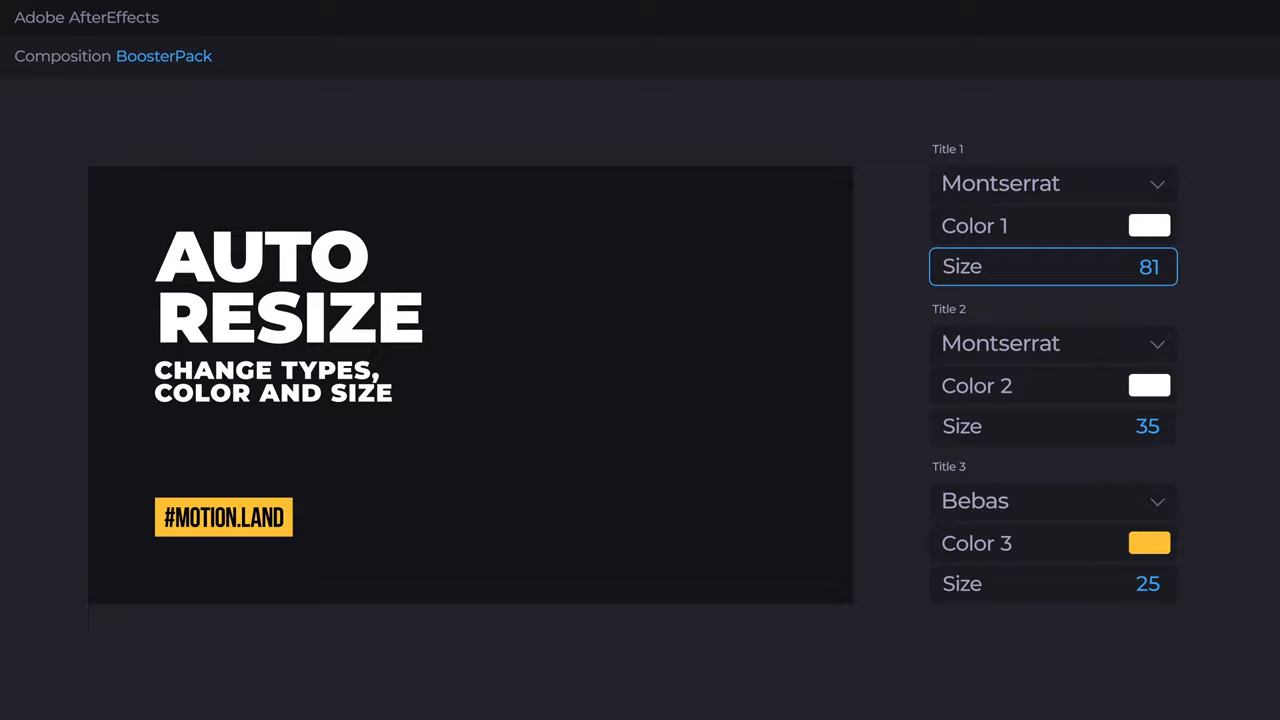 Adobe AfterEffects
Composition BoosterPack
AUTO
RESIZE
CHANGE TYPES,
COLOR AND SIZE
#MOTION.LAND
Title 1
Montserrat
Color 1
Size 81
Title 2
Montserrat
Color 2
Size 35
Title 3
Bebas
Color 3
Size 25